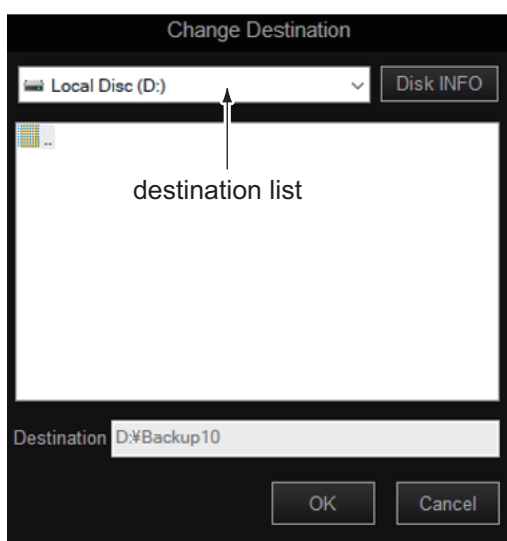 Change Destination
Local Disc (D:)
Disk INFO
..
destination list
Destination
D:¥Backup10
OK
Cancel